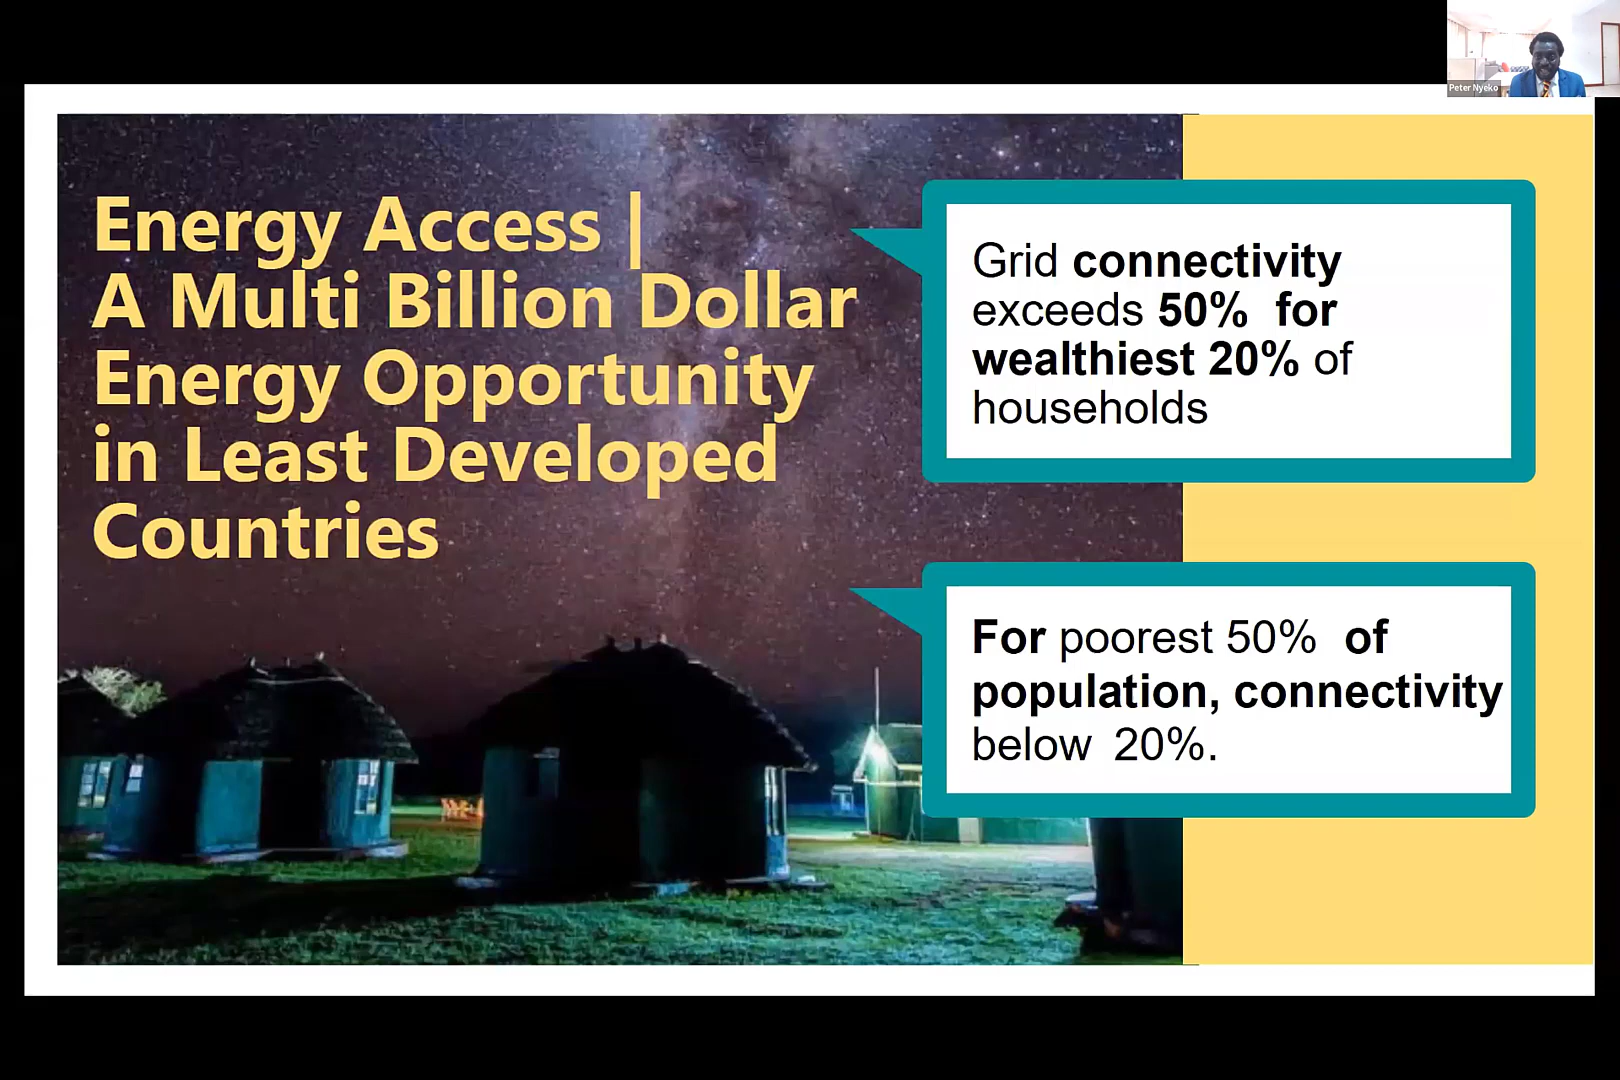 Peter Nyeko
Energy Access |
A Multi Billion Dollar
Energy Opportunity
in Least Developed
Countries
Grid connectivity
exceeds 50% for
wealthiest 20% of
households
For poorest 50% of
population, connectivity
below 20%.